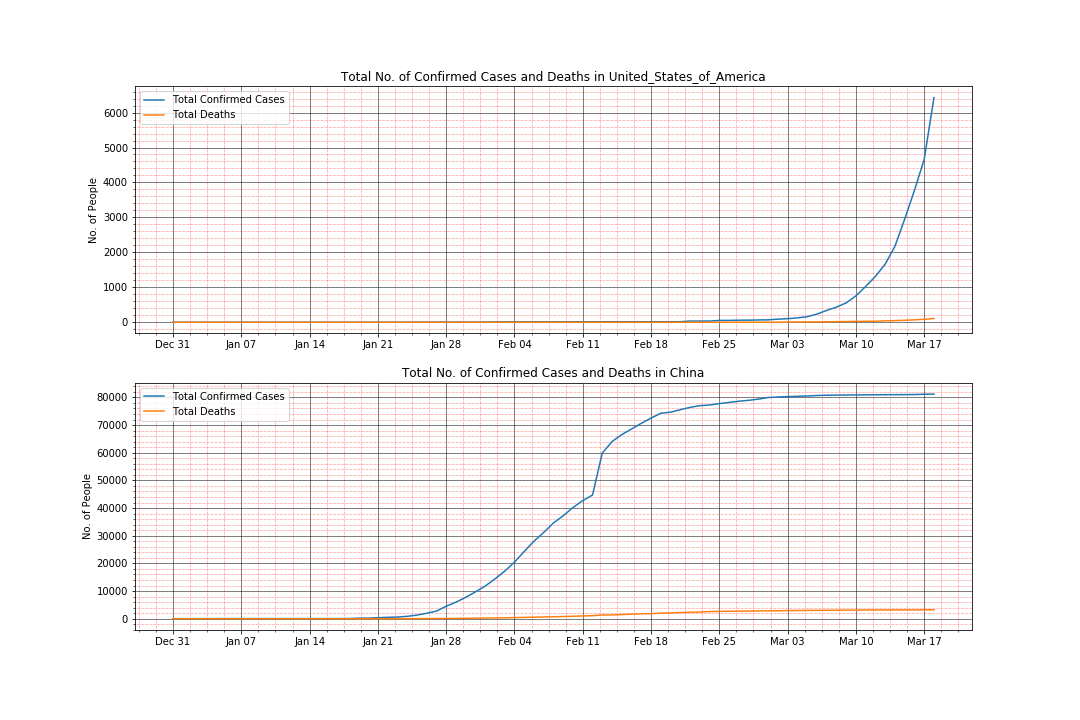 Total No. of Confirmed Cases and Deaths in United_States_of_America
Total Confirmed Cases
Total Deaths
No. of People
6000
5000
4000
3000
2000
1000
0
Dec 31 Jan 07 Jan 14 Jan 21 Jan 28 Feb 04 Feb 11 Feb 18 Feb 25 Mar 03 Mar 10 Mar 17
Total No. of Confirmed Cases and Deaths in China
Total Confirmed Cases
Total Deaths
No. of People
80000
70000
60000
50000
40000
30000
20000
10000
0
Dec 31 Jan 07 Jan 14 Jan 21 Jan 28 Feb 04 Feb 11 Feb 18 Feb 25 Mar 03 Mar 10 Mar 17